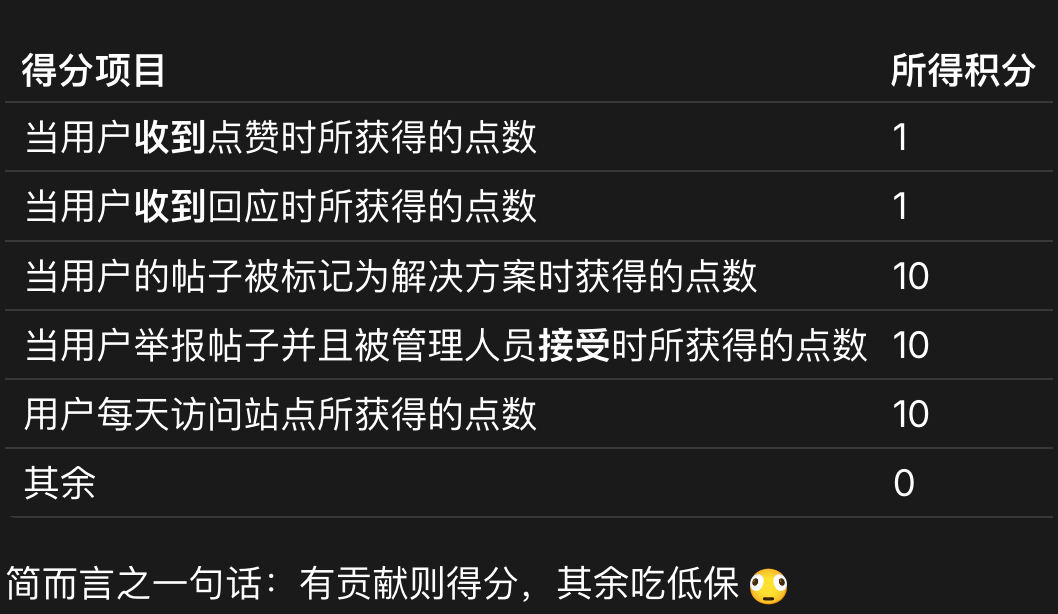 得分项目 所得积分
当用户收到点赞时所获得的点数 1
当用户收到回应时所获得的点数 1
当用户的帖子被标记为解决方案时获得的点数 10
当用户举报帖子并且被管理人员接受时所获得的点数 10
用户每天访问站点所获得的点数 10
其余 0
简而言之一句话：有贡献则得分，其余吃低保 🙄